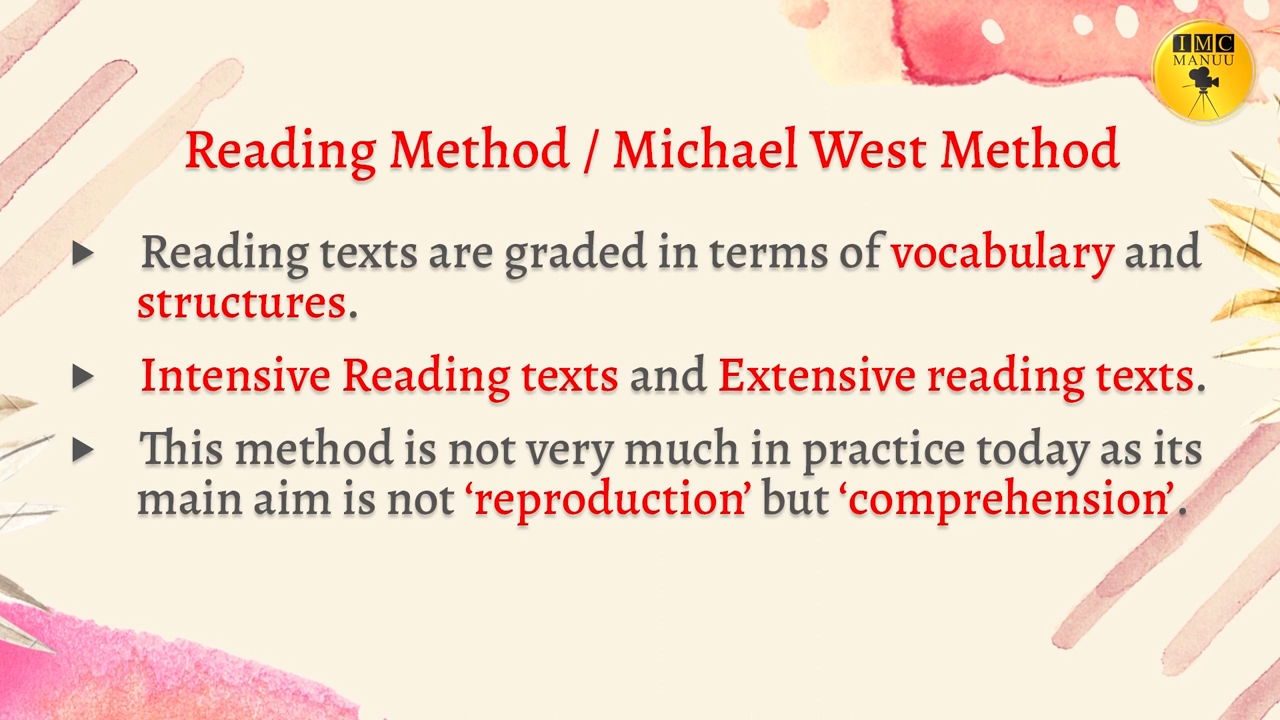 IMC
MANUU
Reading Method / Michael West Method
Reading texts are graded in terms of vocabulary and
structures.
Intensive Reading texts and Extensive reading texts.
This method is not very much in practice today as its
main aim is not ‘reproduction’ but ‘comprehension’.